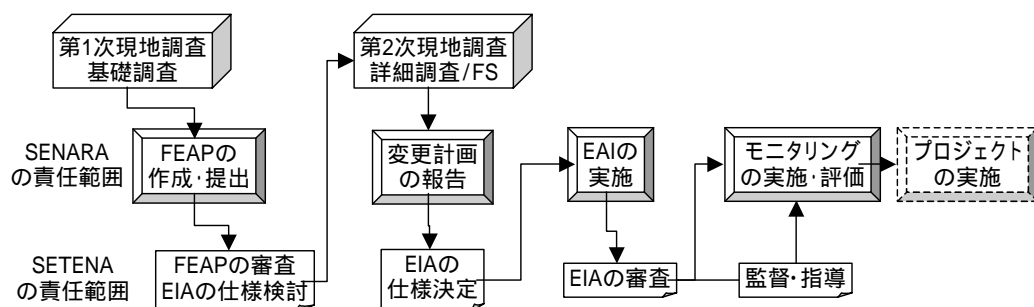 第1次現地調査
基礎調査
第2次現地調査
詳細調査/FS
SENARA
の責任範囲
FEAPの
作成・提出
変更計画
の報告
EAIの
実施
モニタリング
の実施・評価
プロジェクト
の実施
SETENA
の責任範囲
FEAPの審査
EIAの仕様検討
EIAの
仕様決定
EIAの審査
監督・指導